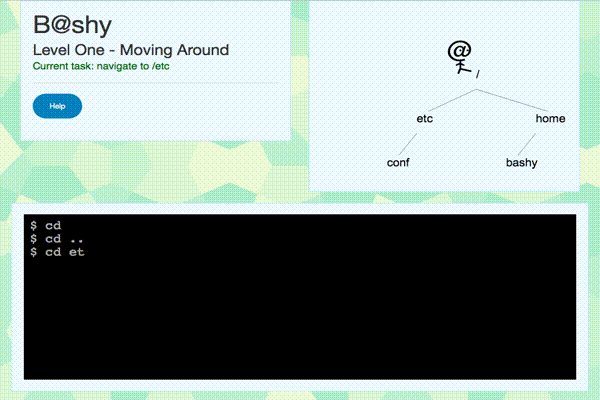 B@shy
Level One - Moving Around
Current task: navigate to /etc
Help
@
/
etc home
conf bashy
$ cd
$ cd ..
$ cd et